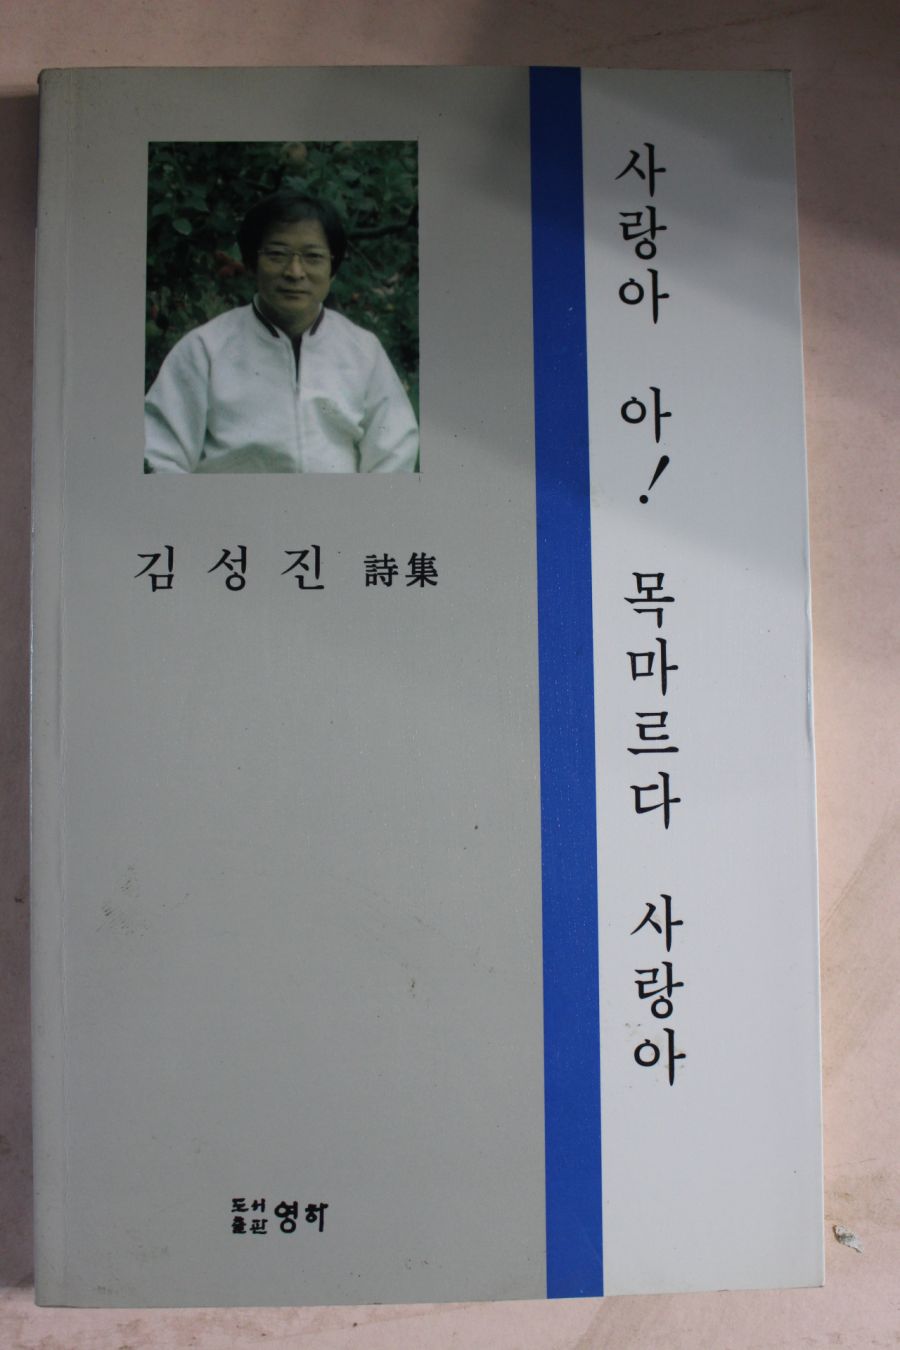 사랑아 아! 목마르다 사랑아
김성진 詩集
도서출판 영하